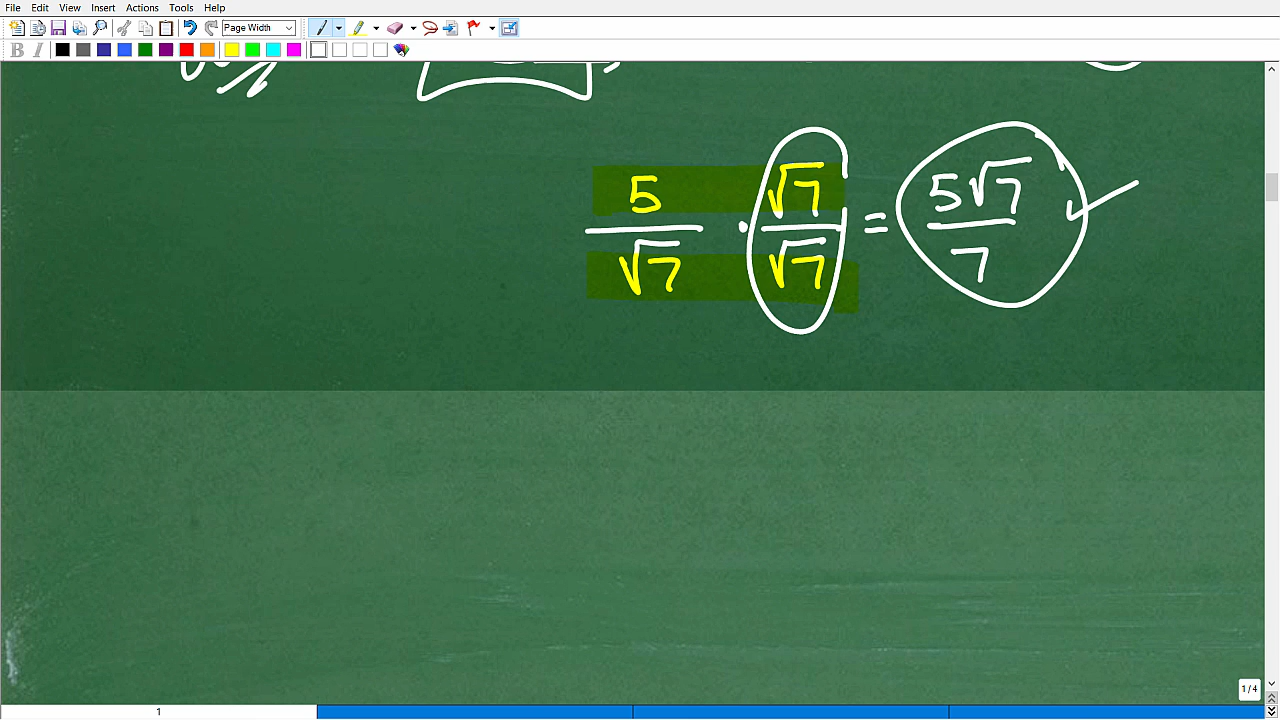 File Edit View Insert Actions Tools Help
Page Width
B I
5/√7 · √7/√7 = 5√7/7 ✓
1/4
1